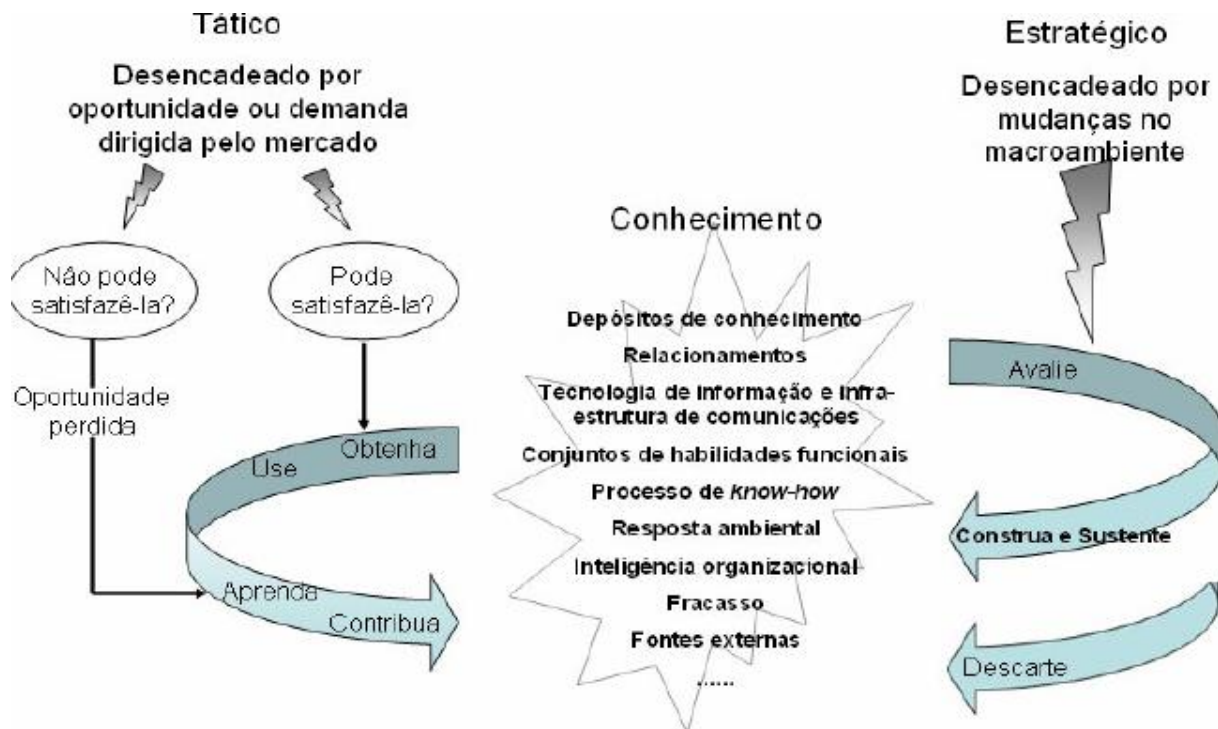 Tático
Desencadeado por
oportunidade ou demanda
dirigida pelo mercado
Não pode
satisfazê-la?
Pode
satisfazê-la?
Oportunidade
perdida
Obtenha
Use
Aprenda
Contribua
Conhecimento
Depósitos de conhecimento
Relacionamentos
Tecnologia de informação e infra-
estrutura de comunicações
Conjuntos de habilidades funcionais
Processo de know-how
Resposta ambiental
Inteligência organizacional
Fracasso
Fontes externas
......
Estratégico
Desencadeado por
mudanças no
macroambiente
Avalie
Construa e Sustente
Descarte